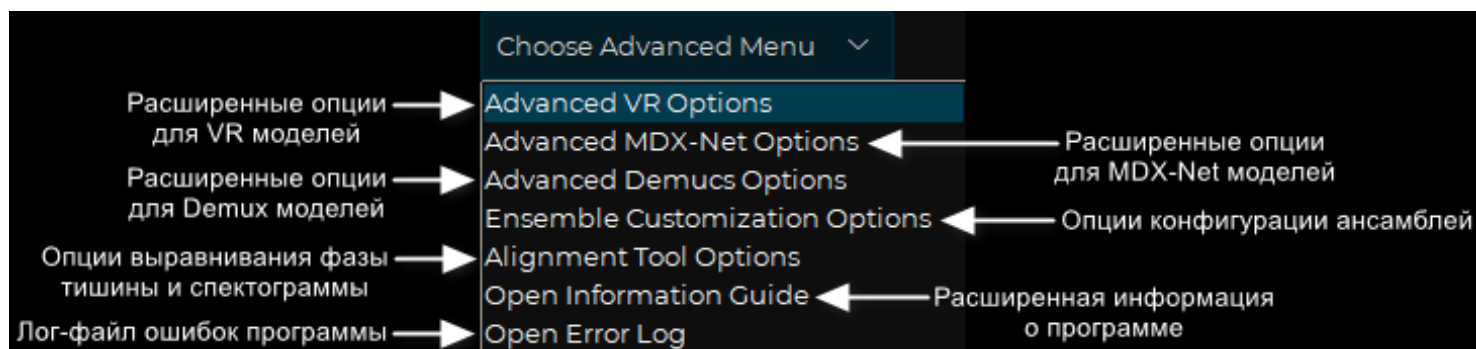 Choose Advanced Menu
Расширенные опции
для VR моделей
Advanced VR Options
Advanced MDX-Net Options
Расширенные опции
для MDX-Net моделей
Расширенные опции
для Demux моделей
Advanced Demucs Options
Ensemble Customization Options
Опции конфигурации ансамблей
Опции выравнивания фазы
тишины и спектограммы
Alignment Tool Options
Open Information Guide
Расширенная информация
о программе
Лог-файл ошибок программы
Open Error Log